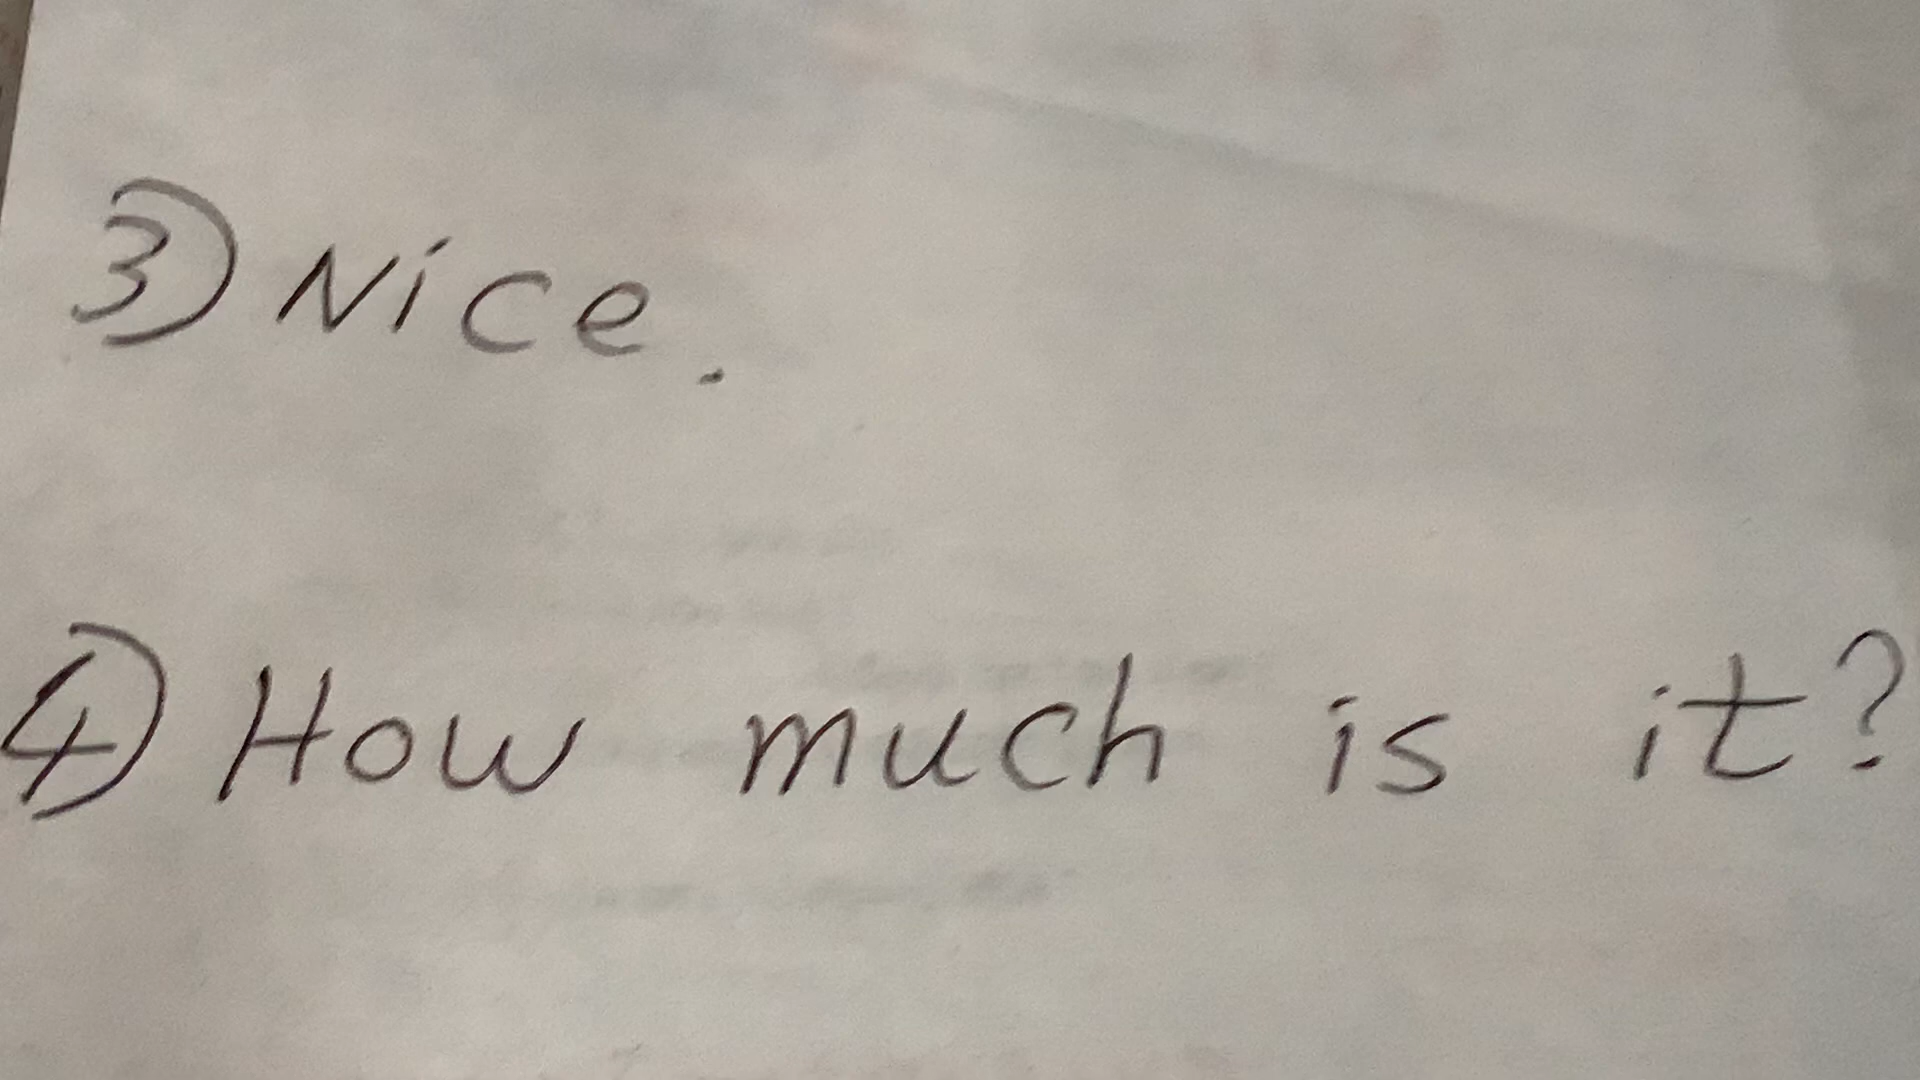 3) Nice.
4) How much is it?